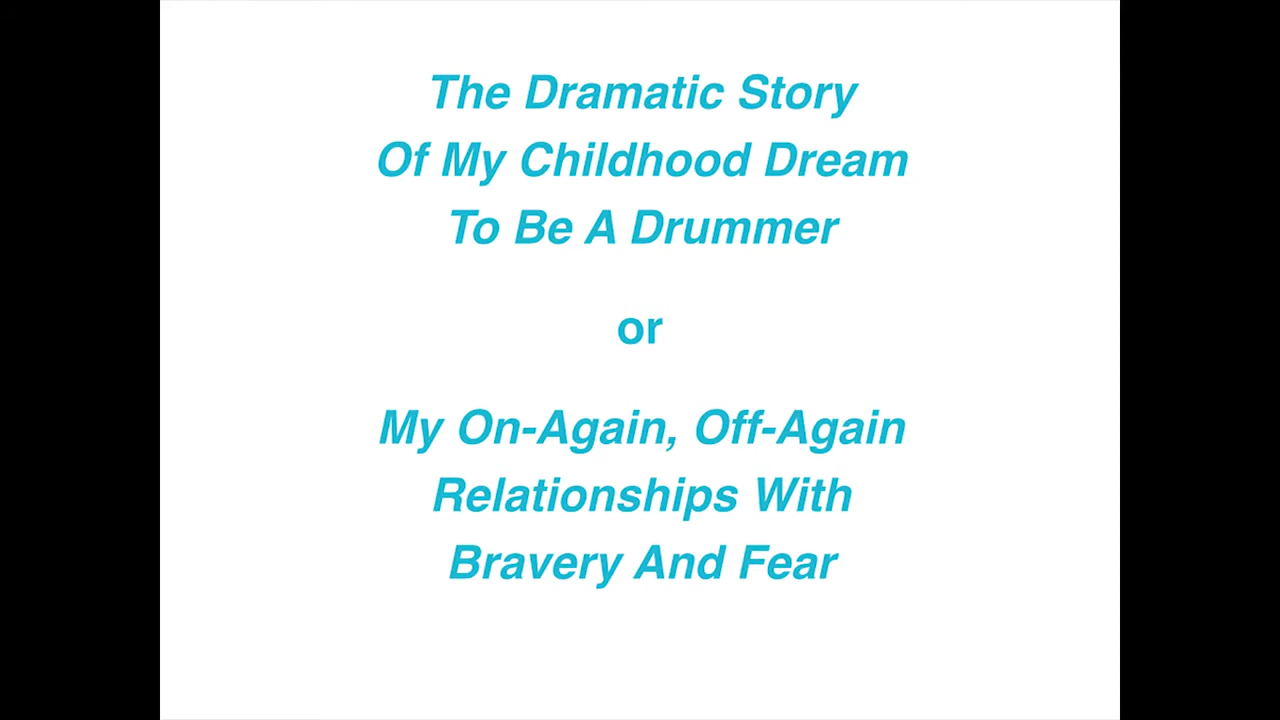 The Dramatic Story
Of My Childhood Dream
To Be A Drummer
or
My On-Again, Off-Again
Relationships With
Bravery And Fear